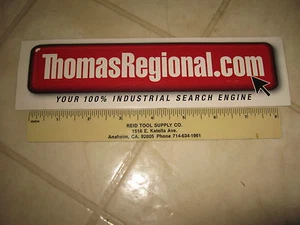 ThomasRegional.com
YOUR 100% INDUSTRIAL SEARCH ENGINE
REID TOOL SUPPLY CO.
1516 E. Katella Ave.
Anaheim, CA. 92805 Phone 714-634-1961